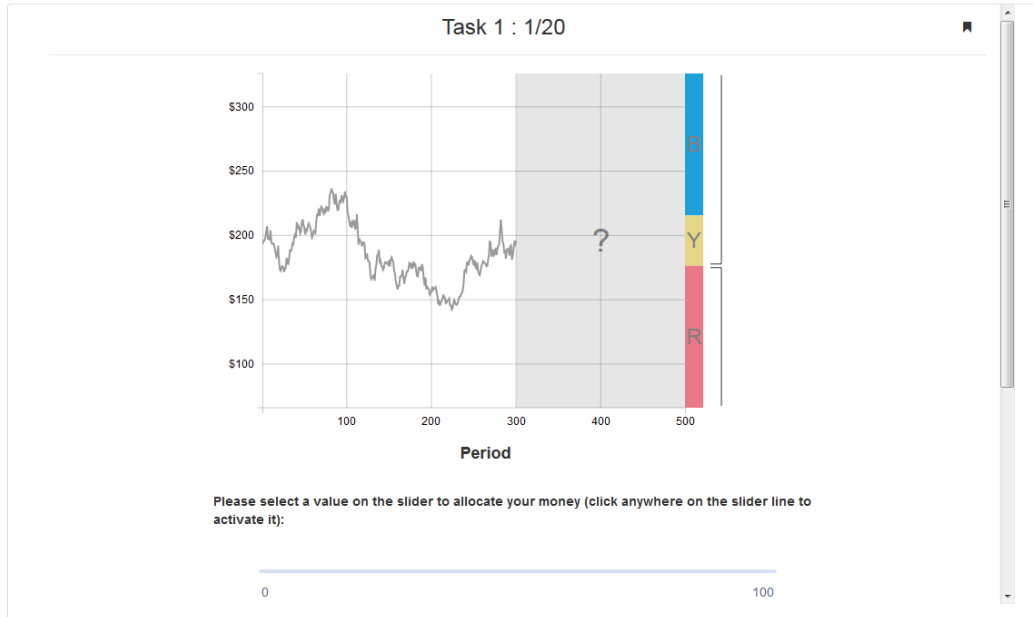 Task 1 : 1/20
$300
$250
$200
$150
$100
B
Y
R
?
100
200
300
400
500
Period
Please select a value on the slider to allocate your money (click anywhere on the slider line to
activate it):
0
100